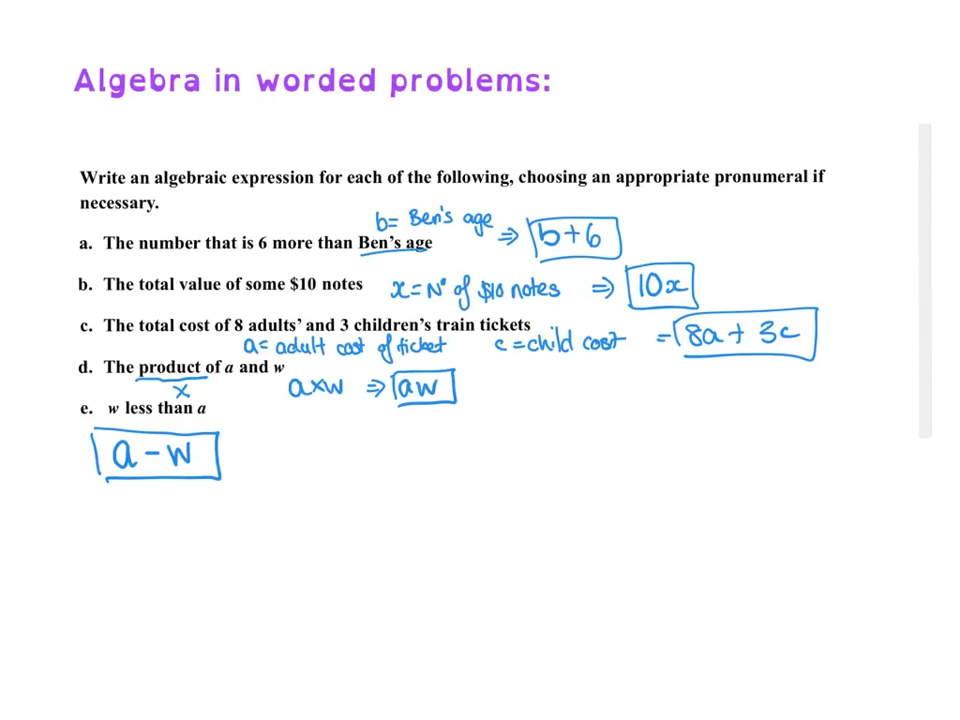 Algebra in worded problems:
Write an algebraic expression for each of the following, choosing an appropriate pronumeral if
necessary.
b= Ben's age
a. The number that is 6 more than Ben's age ⇒ b+6
b. The total value of some $10 notes x = Nº of $10 notes ⇒ 10x
c. The total cost of 8 adults' and 3 children's train tickets
a= adult cost of ticket c = child cost = 8a + 3c
d. The product of a and w
x a×w ⇒ aw
e. w less than a
a - w